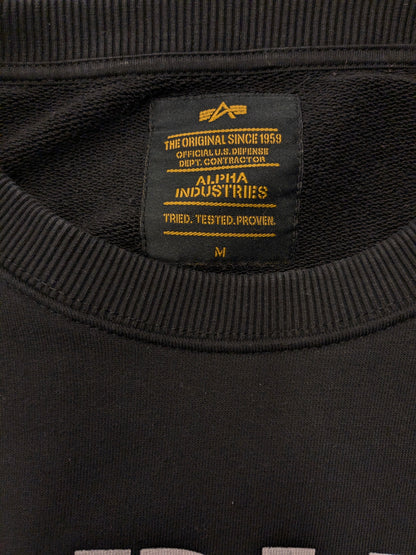 THE ORIGINAL SINCE 1959
OFFICIAL U.S. DEFENSE
DEPT. CONTRACTOR
ALPHA
INDUSTRIES
TRIED. TESTED. PROVEN.
M